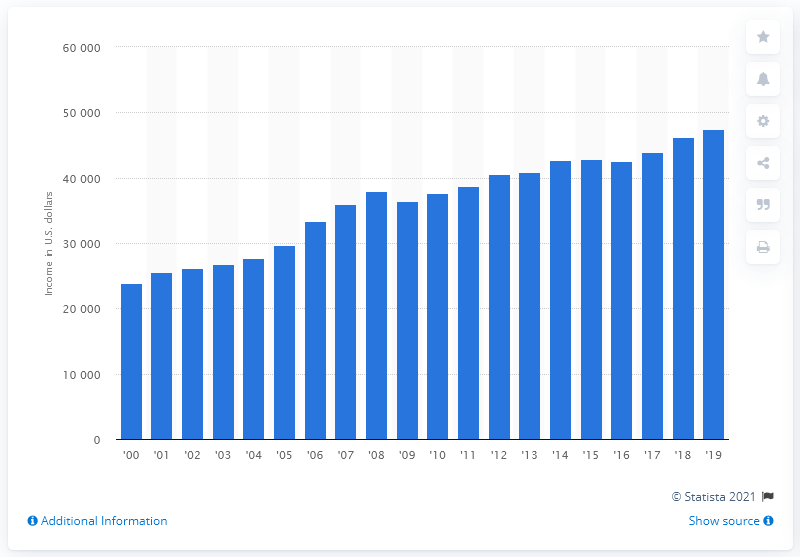 60 000
50 000
40 000
30 000
20 000
10 000
0
Income in U.S. dollars
'00 '01 '02 '03 '04 '05 '06 '07 '08 '09 '10 '11 '12 '13 '14 '15 '16 '17 '18 '19
© Statista 2021
Additional Information
Show source